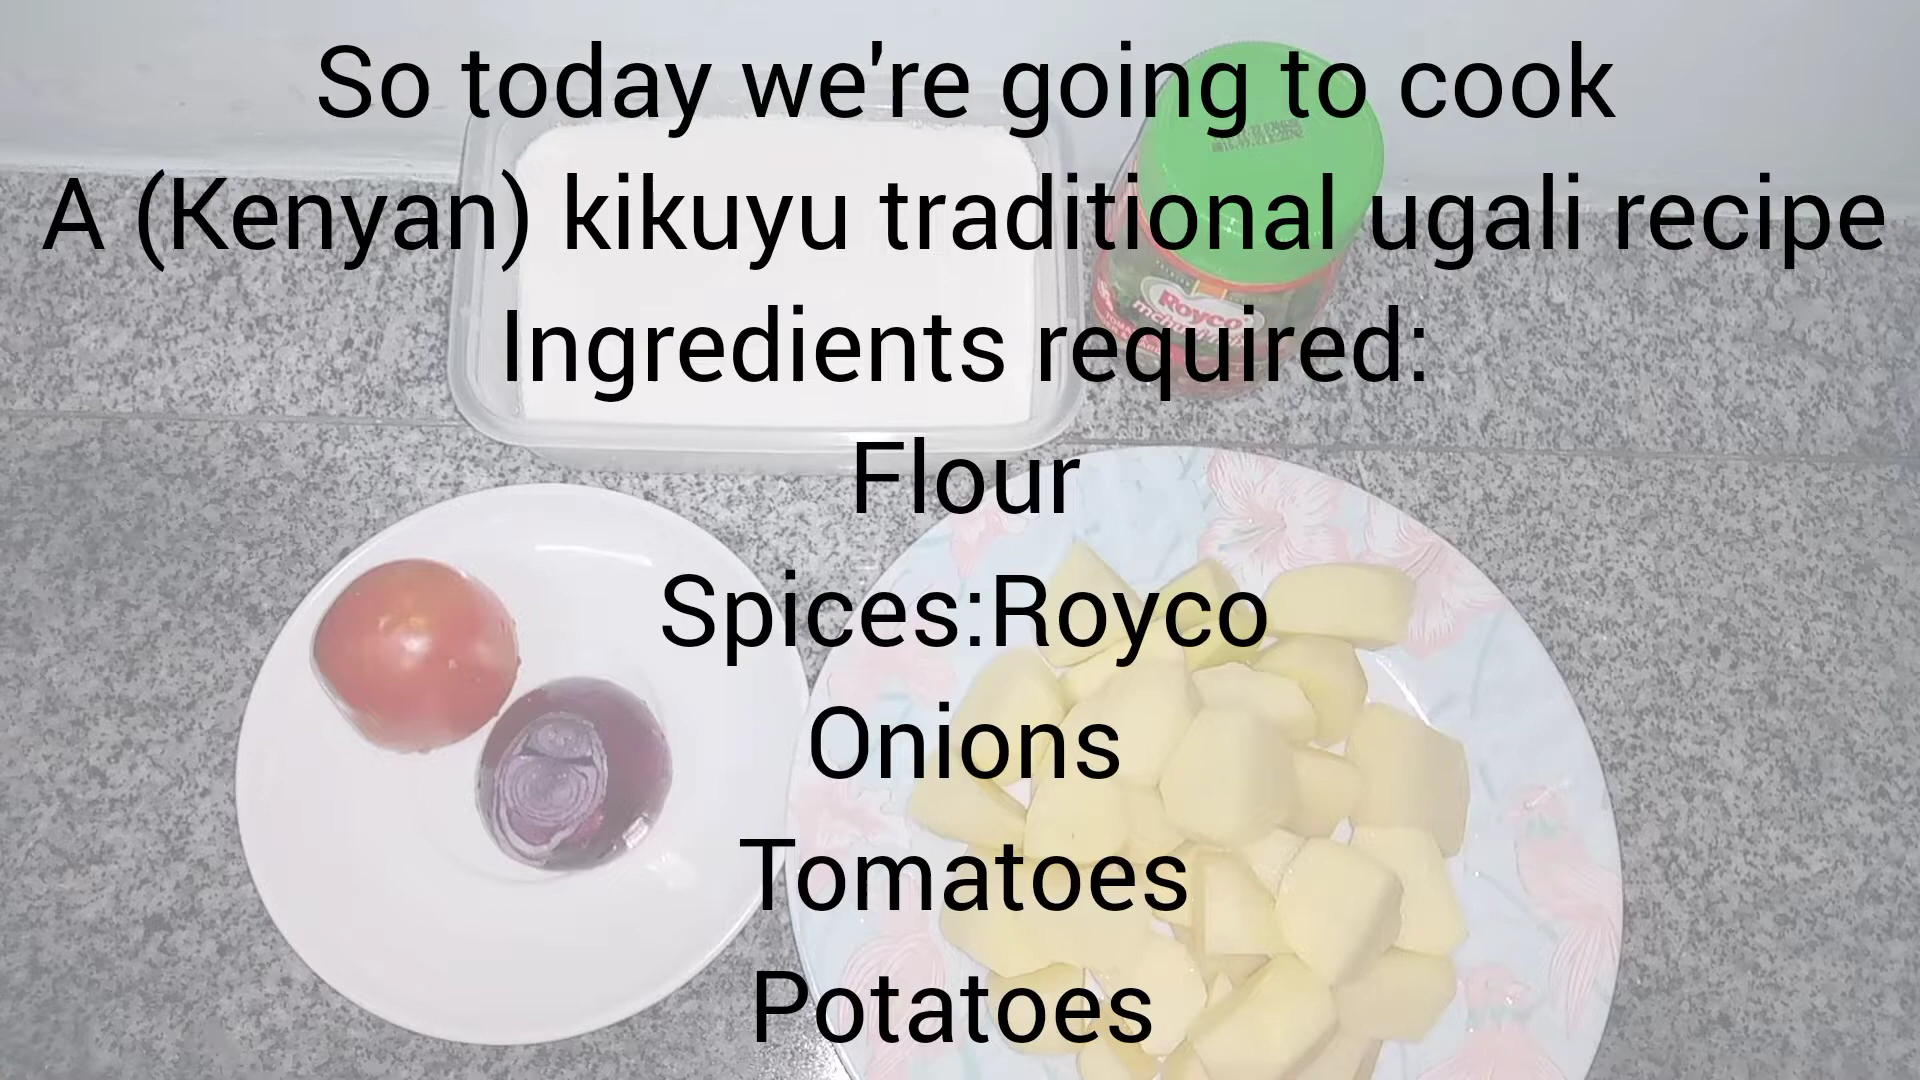 So today we're going to cook
A (Kenyan) kikuyu traditional ugali recipe
Ingredients required:
Flour
Spices:Royco
Onions
Tomatoes
Potatoes
Royco